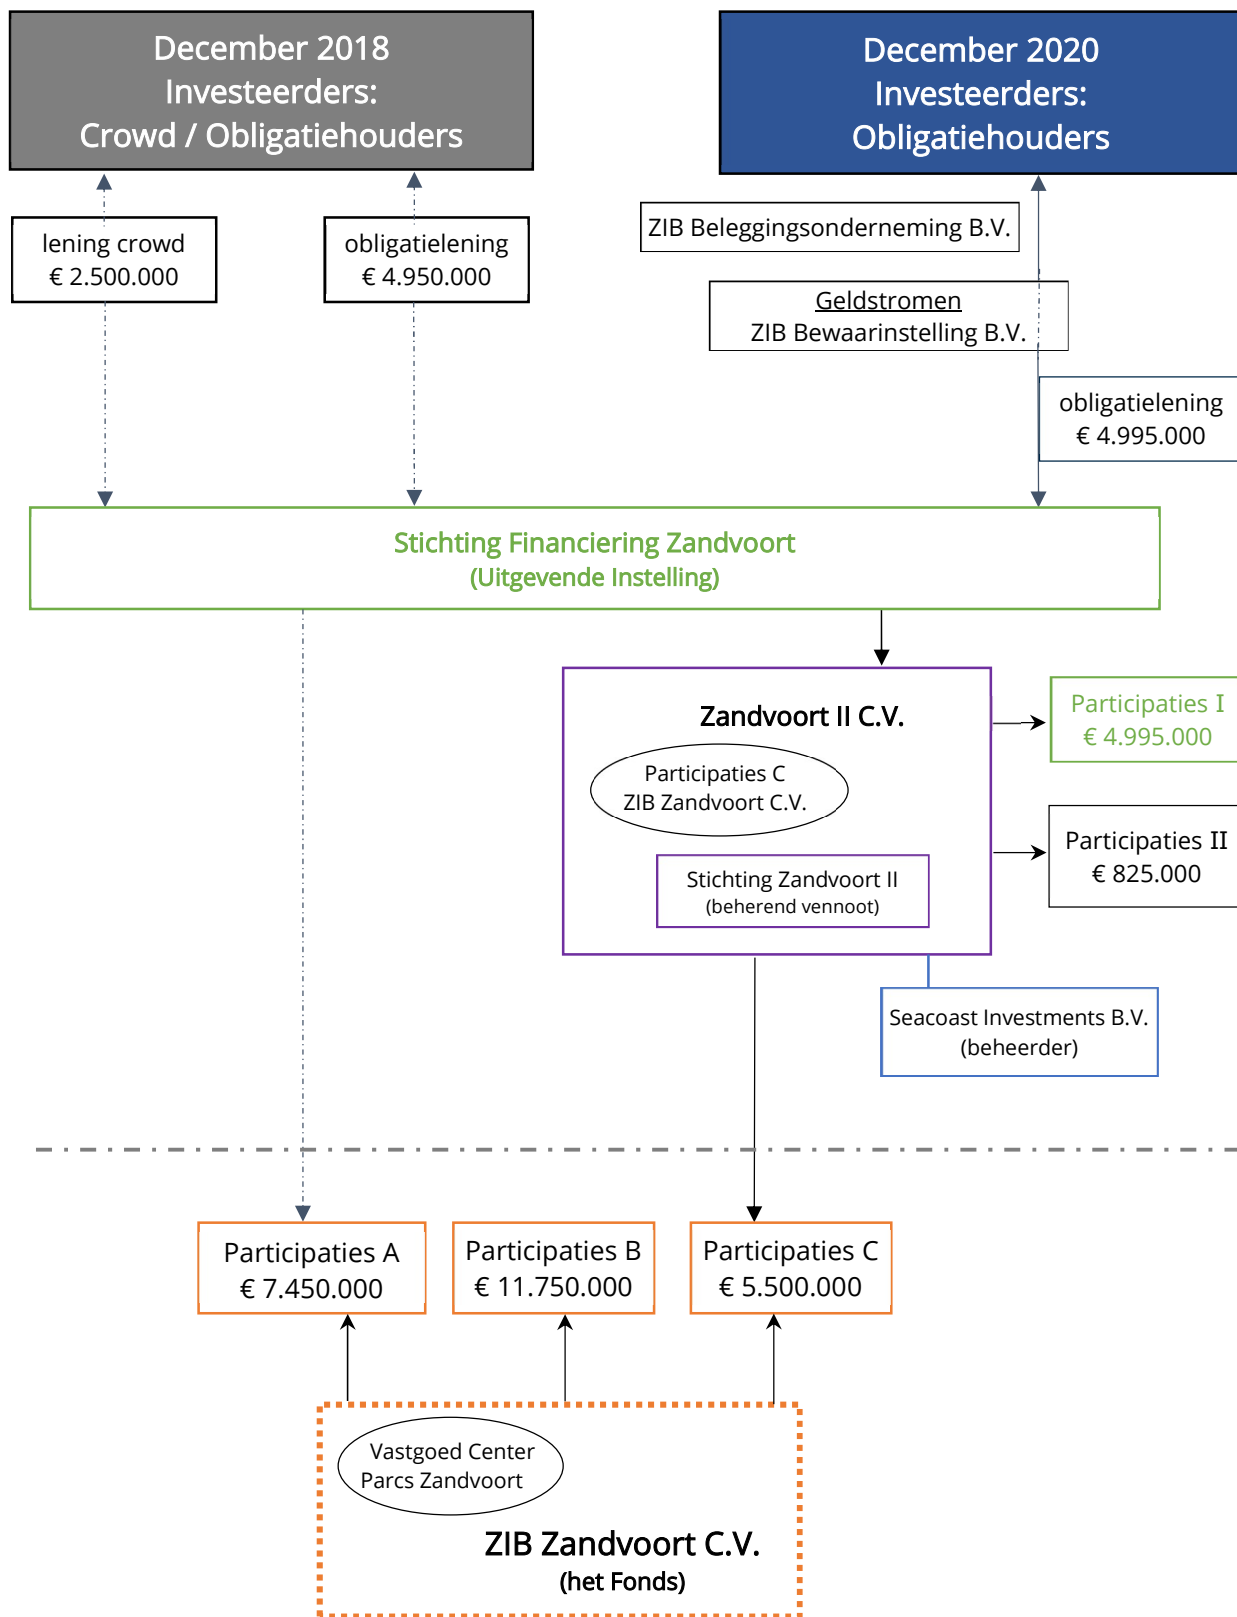 December 2018
Investeerders:
Crowd / Obligatiehouders
December 2020
Investeerders:
Obligatiehouders
lening crowd
€ 2.500.000
obligatielening
€ 4.950.000
ZIB Beleggingsonderneming B.V.
Geldstromen
ZIB Bewaarinstelling B.V.
obligatielening
€ 4.995.000
Stichting Financiering Zandvoort
(Uitgevende Instelling)
Zandvoort II C.V.
Participaties C
ZIB Zandvoort C.V.
Stichting Zandvoort II
(beherend vennoot)
Participaties I
€ 4.995.000
Participaties II
€ 825.000
Seacoast Investments B.V.
(beheerder)
Participaties A
€ 7.450.000
Participaties B
€ 11.750.000
Participaties C
€ 5.500.000
Vastgoed Center
Parcs Zandvoort
ZIB Zandvoort C.V.
(het Fonds)